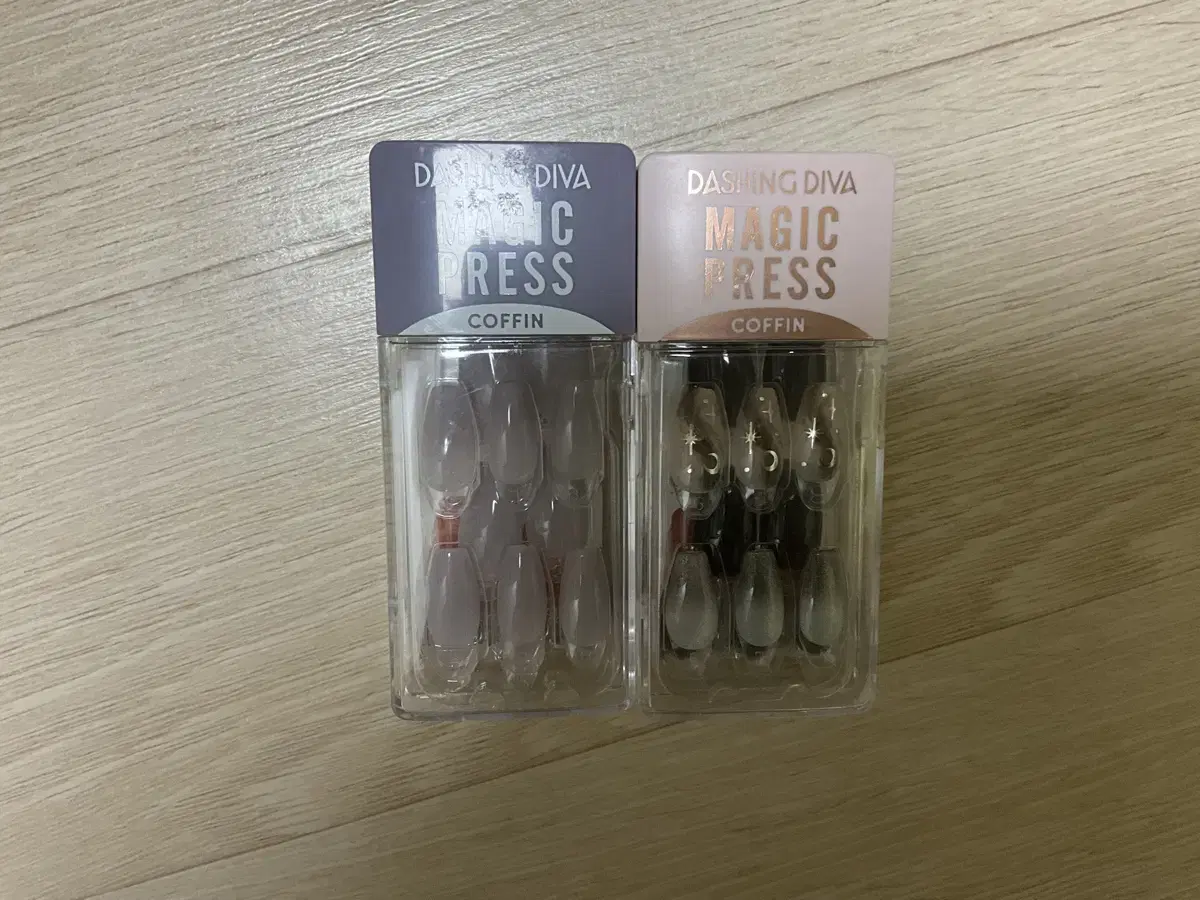 DASHING DIVA
MAGIC
PRESS
COFFIN
DASHING DIVA
MAGIC
PRESS
COFFIN